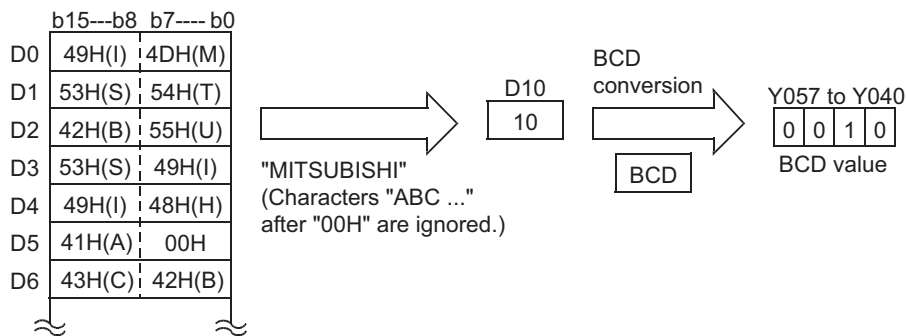 b15---b8 b7---- b0
D0 49H(I) 4DH(M)
D1 53H(S) 54H(T)
D2 42H(B) 55H(U)
D3 53H(S) 49H(I)
D4 49H(I) 48H(H)
D5 41H(A) 00H
D6 43H(C) 42H(B)
"MITSUBISHI"
(Characters "ABC ..."
after "00H" are ignored.)
D10
10
BCD
conversion
BCD
Y057 to Y040
0 0 1 0
BCD value